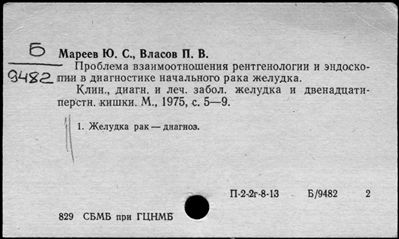 Б
9482
Мареев Ю. С., Власов П. В.
Проблема взаимоотношения рентгенологии и эндоско-
пии в диагностике начального рака желудка.
Клин., диагн. и леч. забол. желудка и двенадцати-
перстн. кишки. М., 1975, с. 5—9.
1. Желудка рак — диагноз.
П-2-2г-8-13 Б/9482 2
829 СБМБ при ГЦНМБ